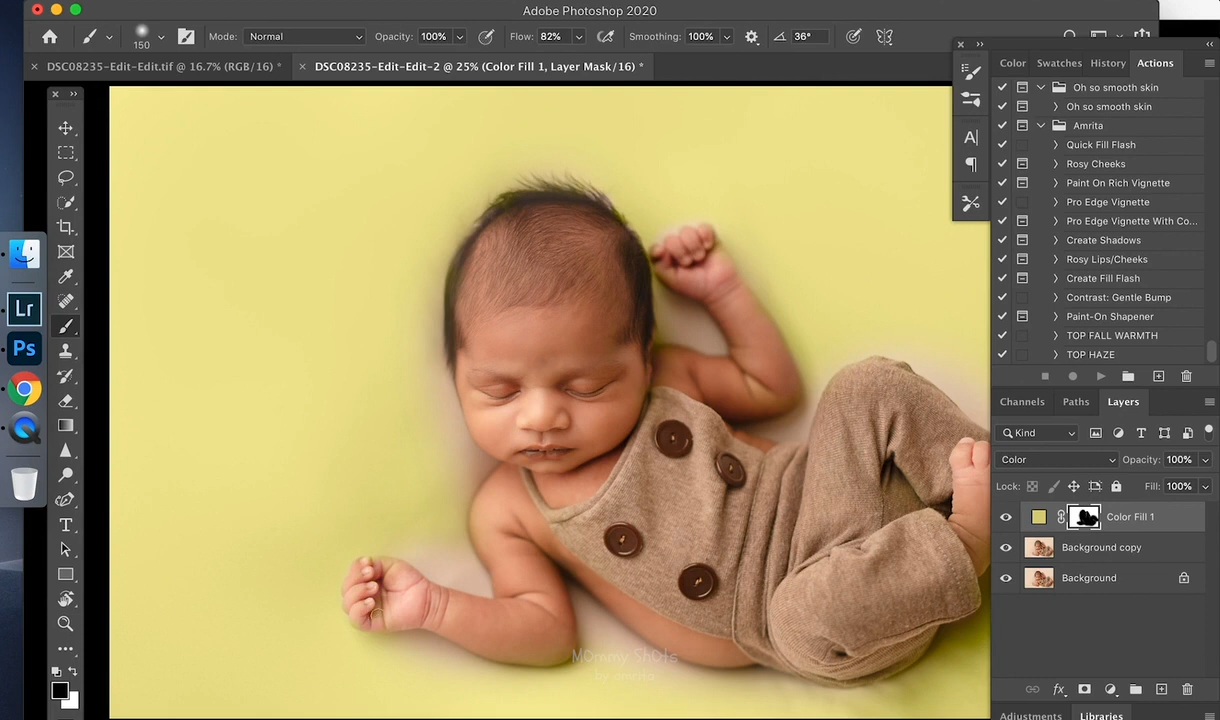 Adobe Photoshop 2020
150
Mode: Normal
Opacity: 100%
Flow: 82%
Smoothing: 100%
36°
DSC08235-Edit-Edit.tif @ 16.7% (RGB/16) *
DSC08235-Edit-Edit-2 @ 25% (Color Fill 1, Layer Mask/16) *
Color
Swatches
History
Actions
Oh so smooth skin
Oh so smooth skin
Amrita
Quick Fill Flash
Rosy Cheeks
Paint On Rich Vignette
Pro Edge Vignette
Pro Edge Vignette With Co...
Create Shadows
Rosy Lips/Cheeks
Create Fill Flash
Contrast: Gentle Bump
Paint-On Shapener
TOP FALL WARMTH
TOP HAZE
Channels
Paths
Layers
Kind
Color
Opacity: 100%
Lock:
Fill: 100%
Color Fill 1
Background copy
Background
Adjustments
Libraries
Lr
Ps
Mommy Shots
by amrita